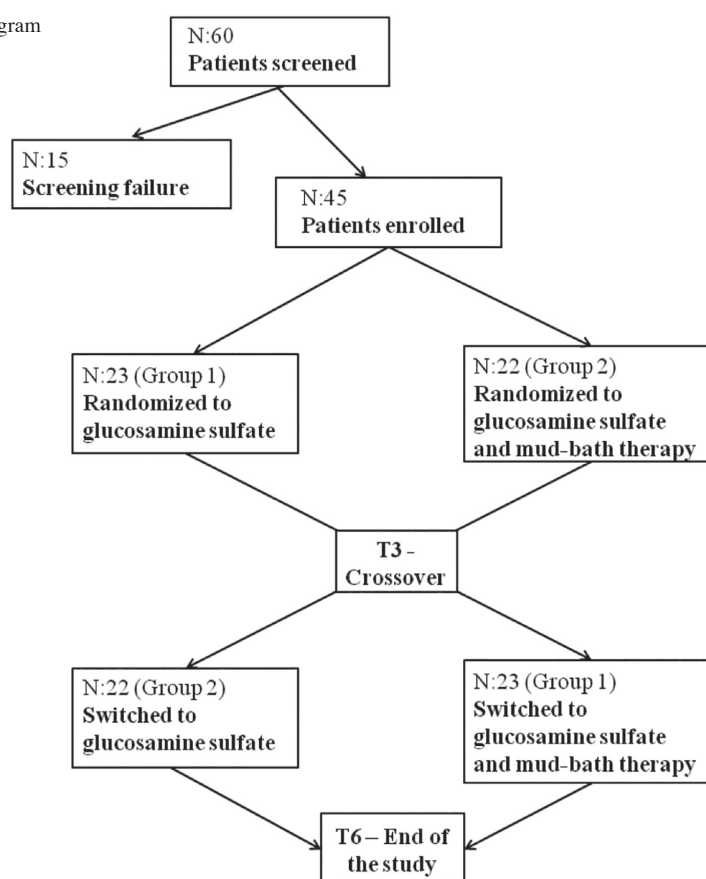 gram
N:60
Patients screened
N:15
Screening failure
N:45
Patients enrolled
N:23 (Group 1)
Randomized to
glucosamine sulfate
N:22 (Group 2)
Randomized to
glucosamine sulfate
and mud-bath therapy
T3 -
Crossover
N:22 (Group 2)
Switched to
glucosamine sulfate
N:23 (Group 1)
Switched to
glucosamine sulfate
and mud-bath therapy
T6 – End of
the study